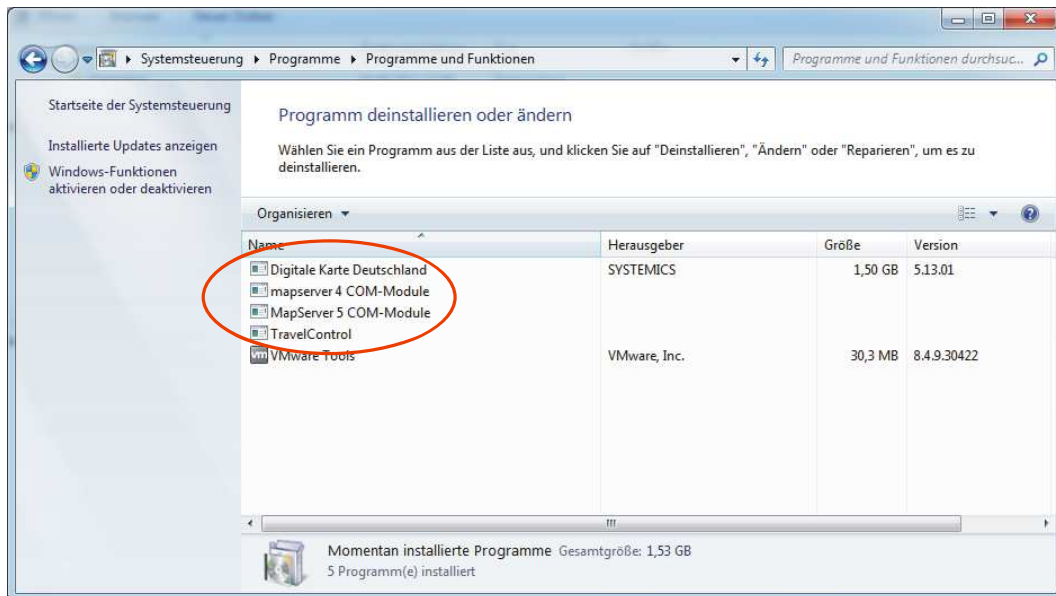 Systemsteuerung Programme Programme und Funktionen
Programme und Funktionen durchsuc...
Startseite der Systemsteuerung
Installierte Updates anzeigen
Windows-Funktionen
aktivieren oder deaktivieren
Programm deinstallieren oder ändern
Wählen Sie ein Programm aus der Liste aus, und klicken Sie auf "Deinstallieren", "Ändern" oder "Reparieren", um es zu
deinstallieren.
Organisieren
Name Herausgeber Größe Version
Digitale Karte Deutschland SYSTEMICS 1,50 GB 5.13.01
mapserver 4 COM-Module
MapServer 5 COM-Module
TravelControl
vm VMware Tools VMware, Inc. 30,3 MB 8.4.9.30422
Momentan installierte Programme Gesamtgröße: 1,53 GB
5 Programm(e) installiert